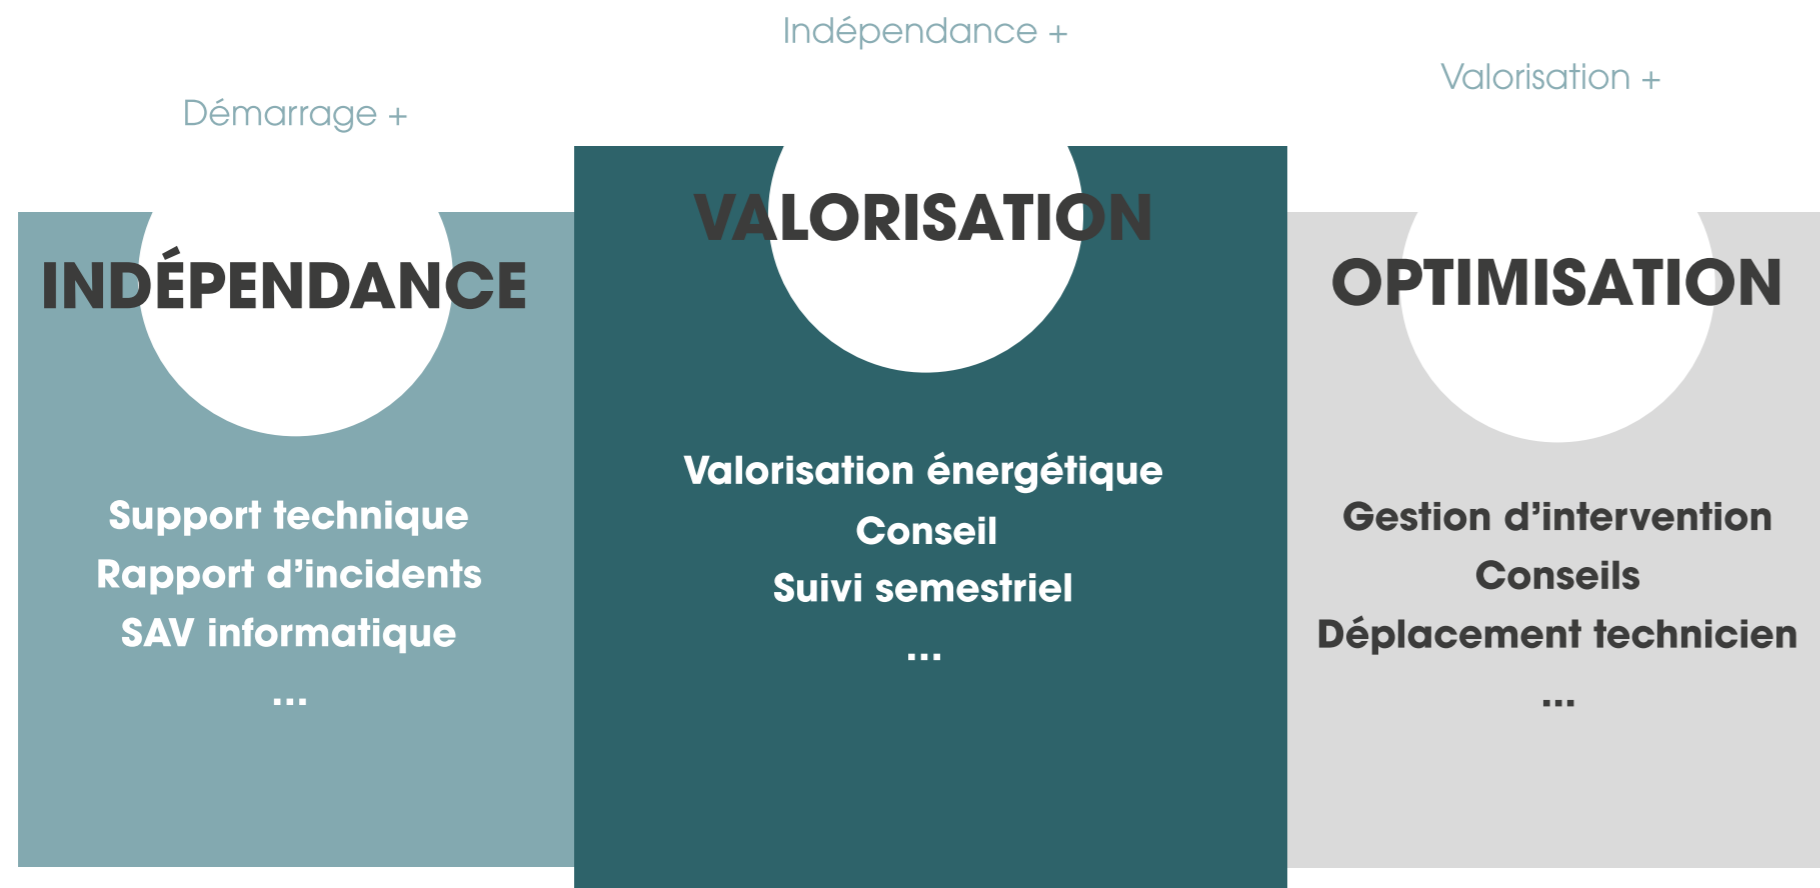 Démarrage +
INDÉPENDANCE
Support technique
Rapport d’incidents
SAV informatique
...
Indépendance +
VALORISATION
Valorisation énergétique
Conseil
Suivi semestriel
...
Valorisation +
OPTIMISATION
Gestion d’intervention
Conseils
Déplacement technicien
...